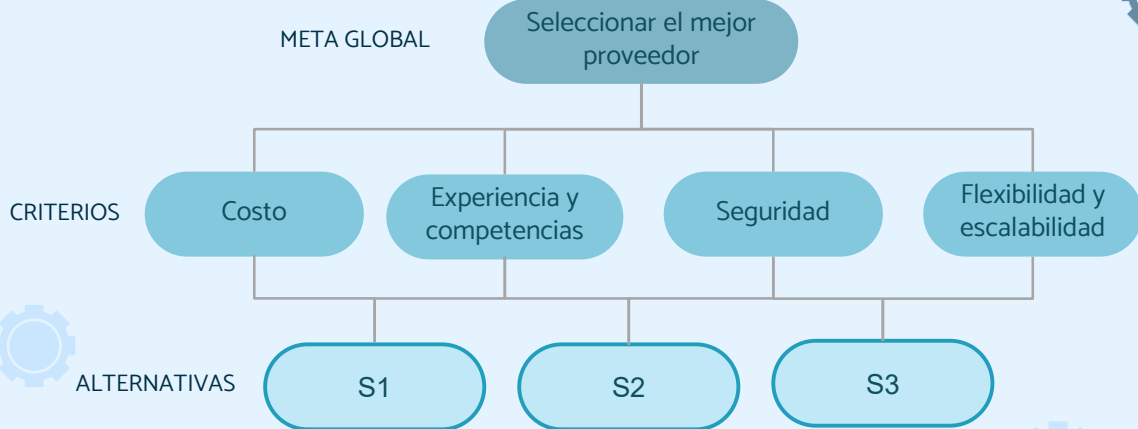 META GLOBAL
Seleccionar el mejor
proveedor
CRITERIOS
Costo
Experiencia y
competencias
Seguridad
Flexibilidad y
escalabilidad
ALTERNATIVAS
S1
S2
S3